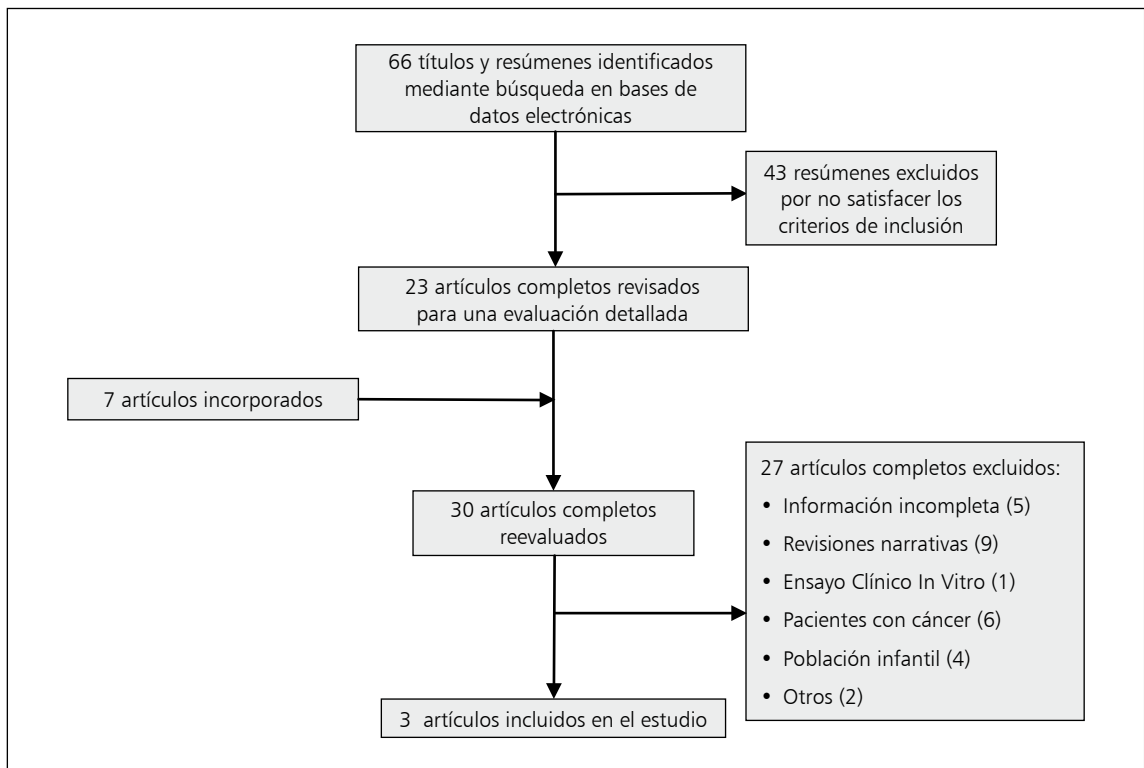 66 títulos y resúmenes identificados
mediante búsqueda en bases de
datos electrónicas
43 resúmenes excluidos
por no satisfacer los
criterios de inclusión
23 artículos completos revisados
para una evaluación detallada
7 artículos incorporados
30 artículos completos
reevaluados
27 artículos completos excluidos:
• Información incompleta (5)
• Revisiones narrativas (9)
• Ensayo Clínico In Vitro (1)
• Pacientes con cáncer (6)
• Población infantil (4)
• Otros (2)
3 artículos incluidos en el estudio